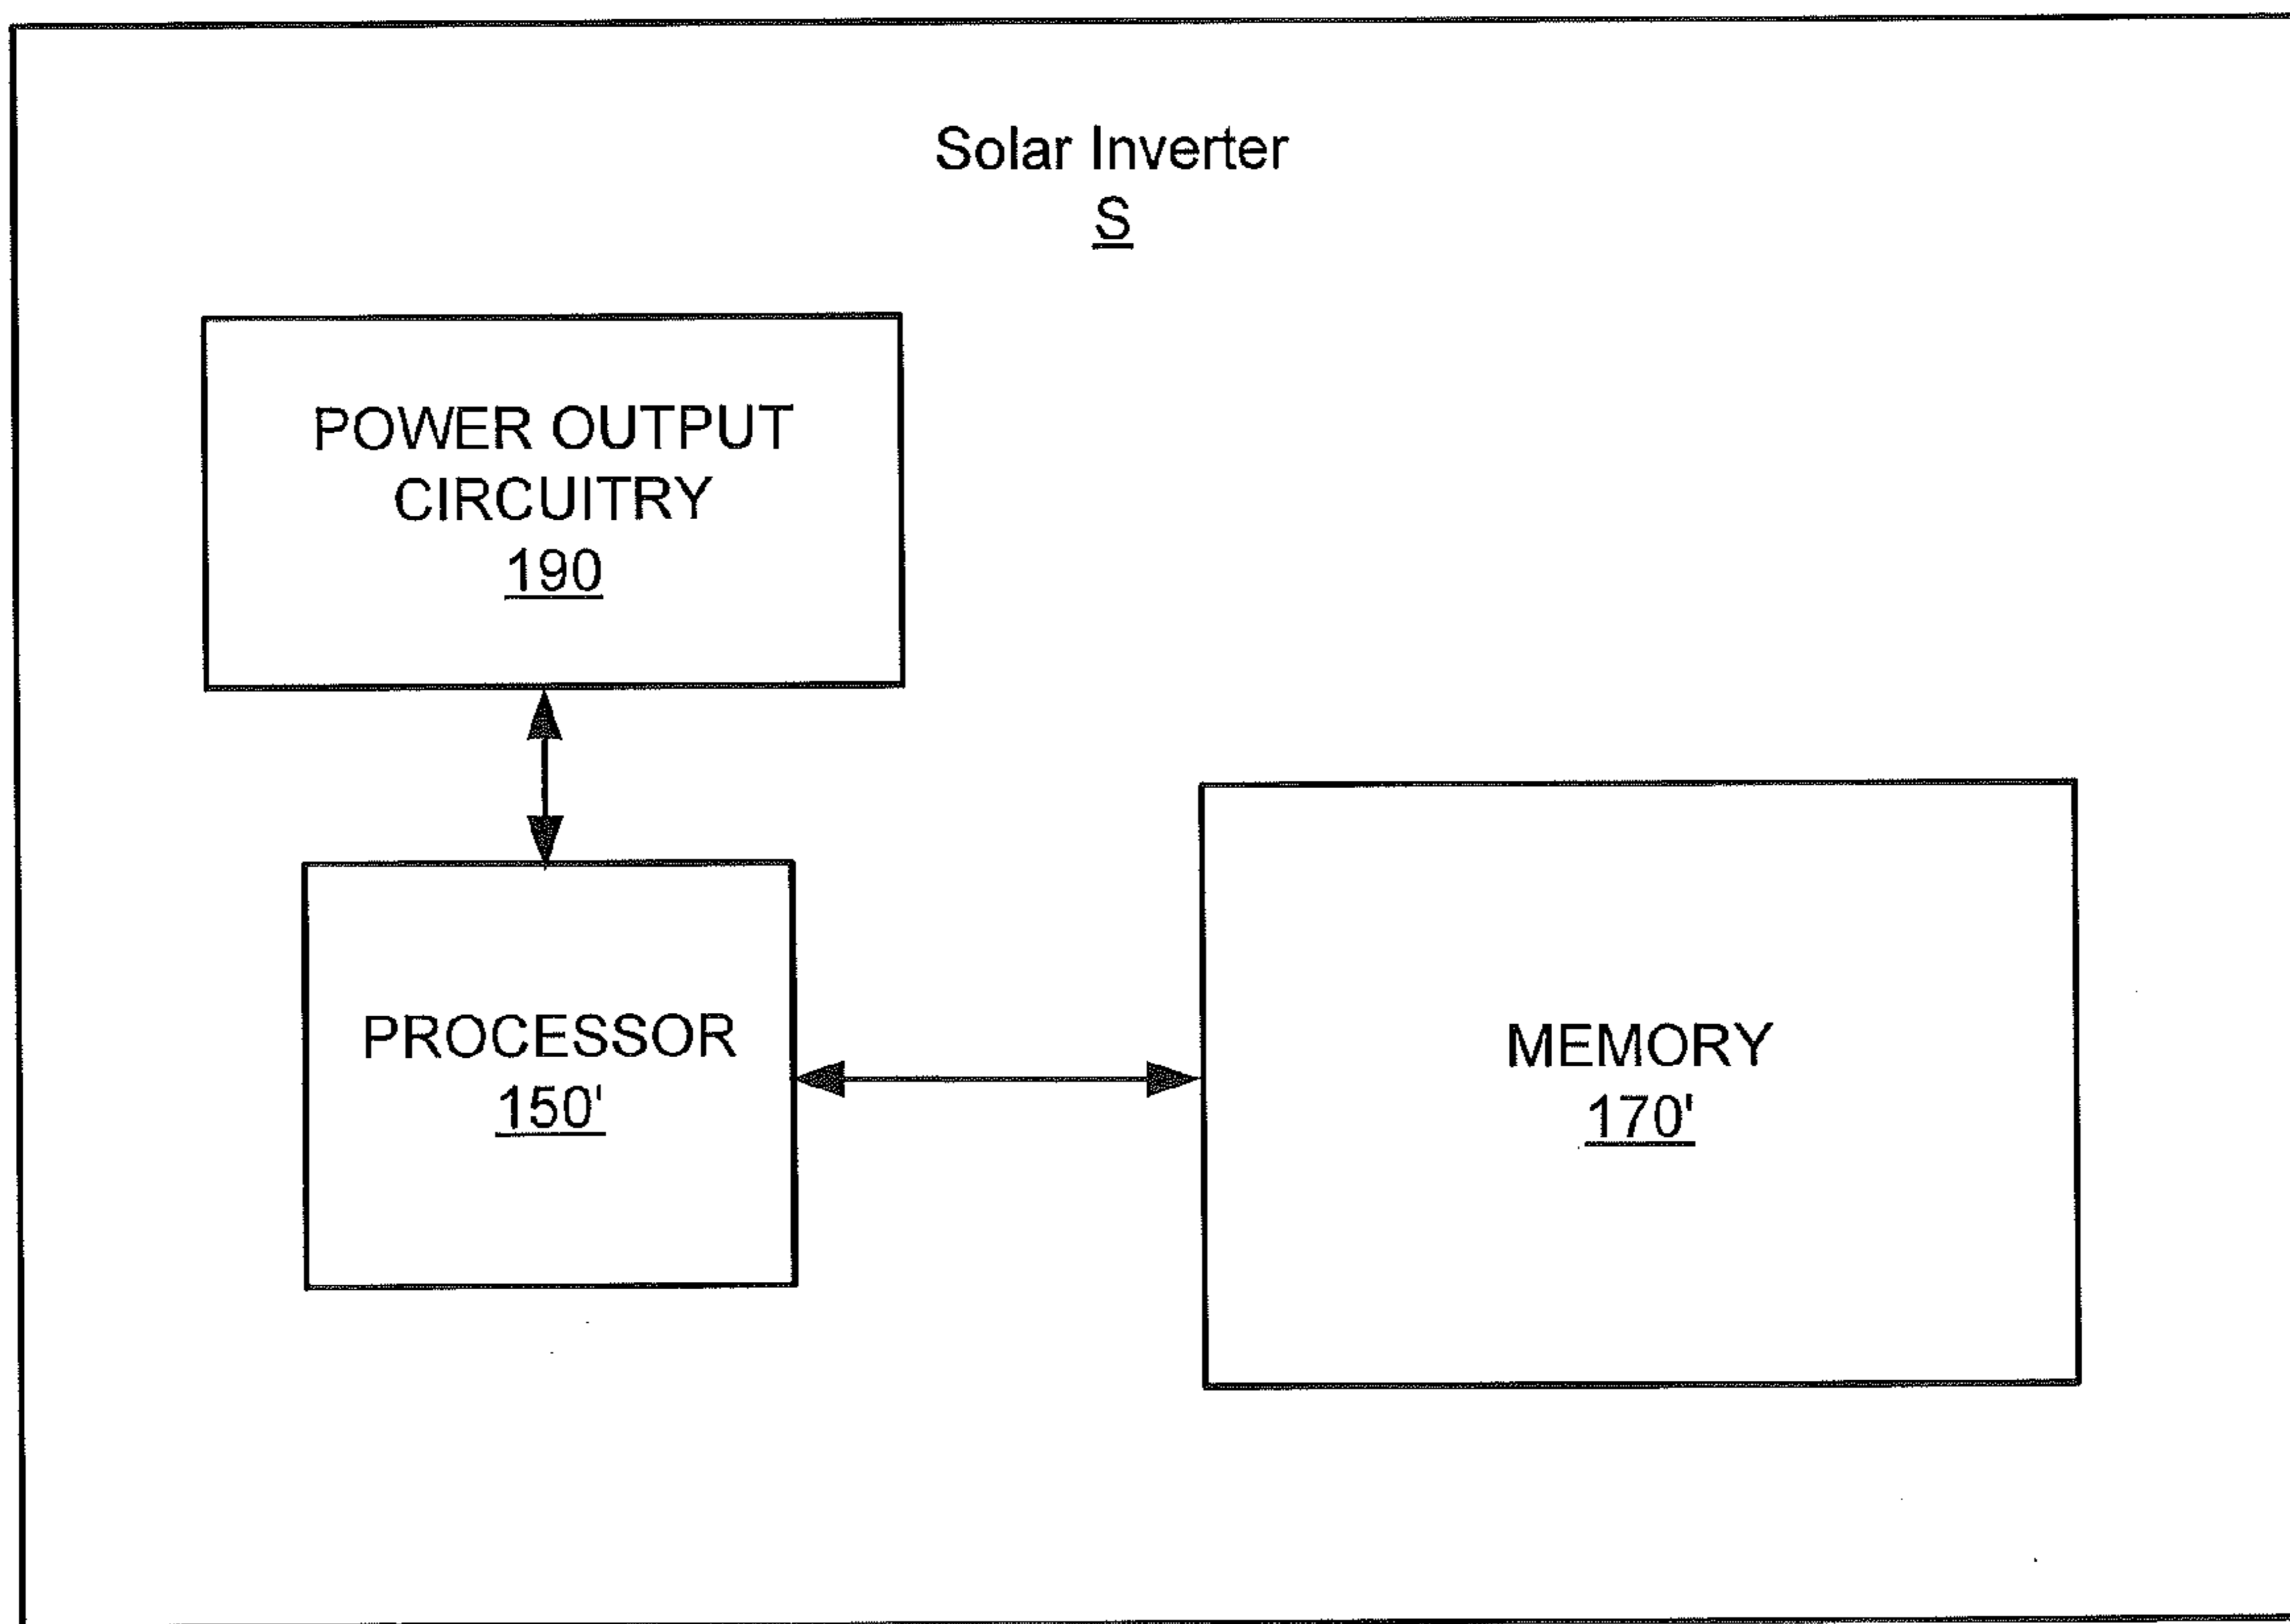 Solar Inverter
S
POWER OUTPUT
CIRCUITRY
190
PROCESSOR
150'
MEMORY
170'